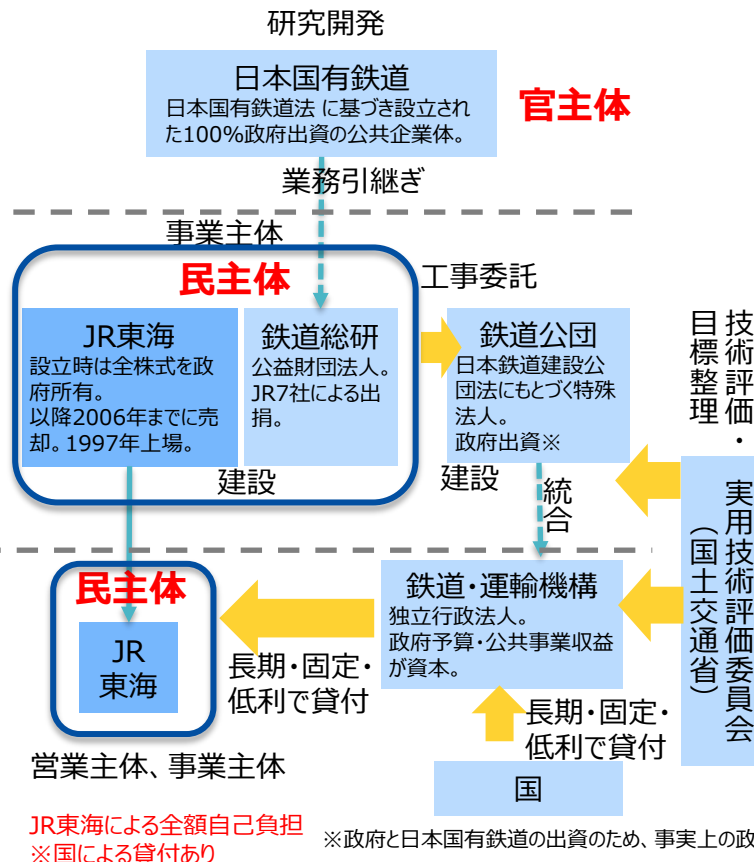 研究開発
日本国有鉄道
日本国有鉄道法 に基づき設立され
た100%政府出資の公共企業体。
官主体
業務引継ぎ
事業主体
民主体
工事委託
JR東海
設立時は全株式を政
府所有。
以降2006年までに売
却。1997年上場。
鉄道総研
公益財団法人。
JR7社による出
捐。
鉄道公団
日本鉄道建設公
団法にもとづく特殊
法人。
政府出資※
技術評価・
目標整理
建設
建設
統合
実用技術評価委員会
（国土交通省）
民主体
JR
東海
長期・固定・
低利で貸付
鉄道・運輸機構
独立行政法人。
政府予算・公共事業収益
が資本。
長期・固定・
低利で貸付
国
営業主体、事業主体
JR東海による全額自己負担
※国による貸付あり
※政府と日本国有鉄道の出資のため、事実上の政